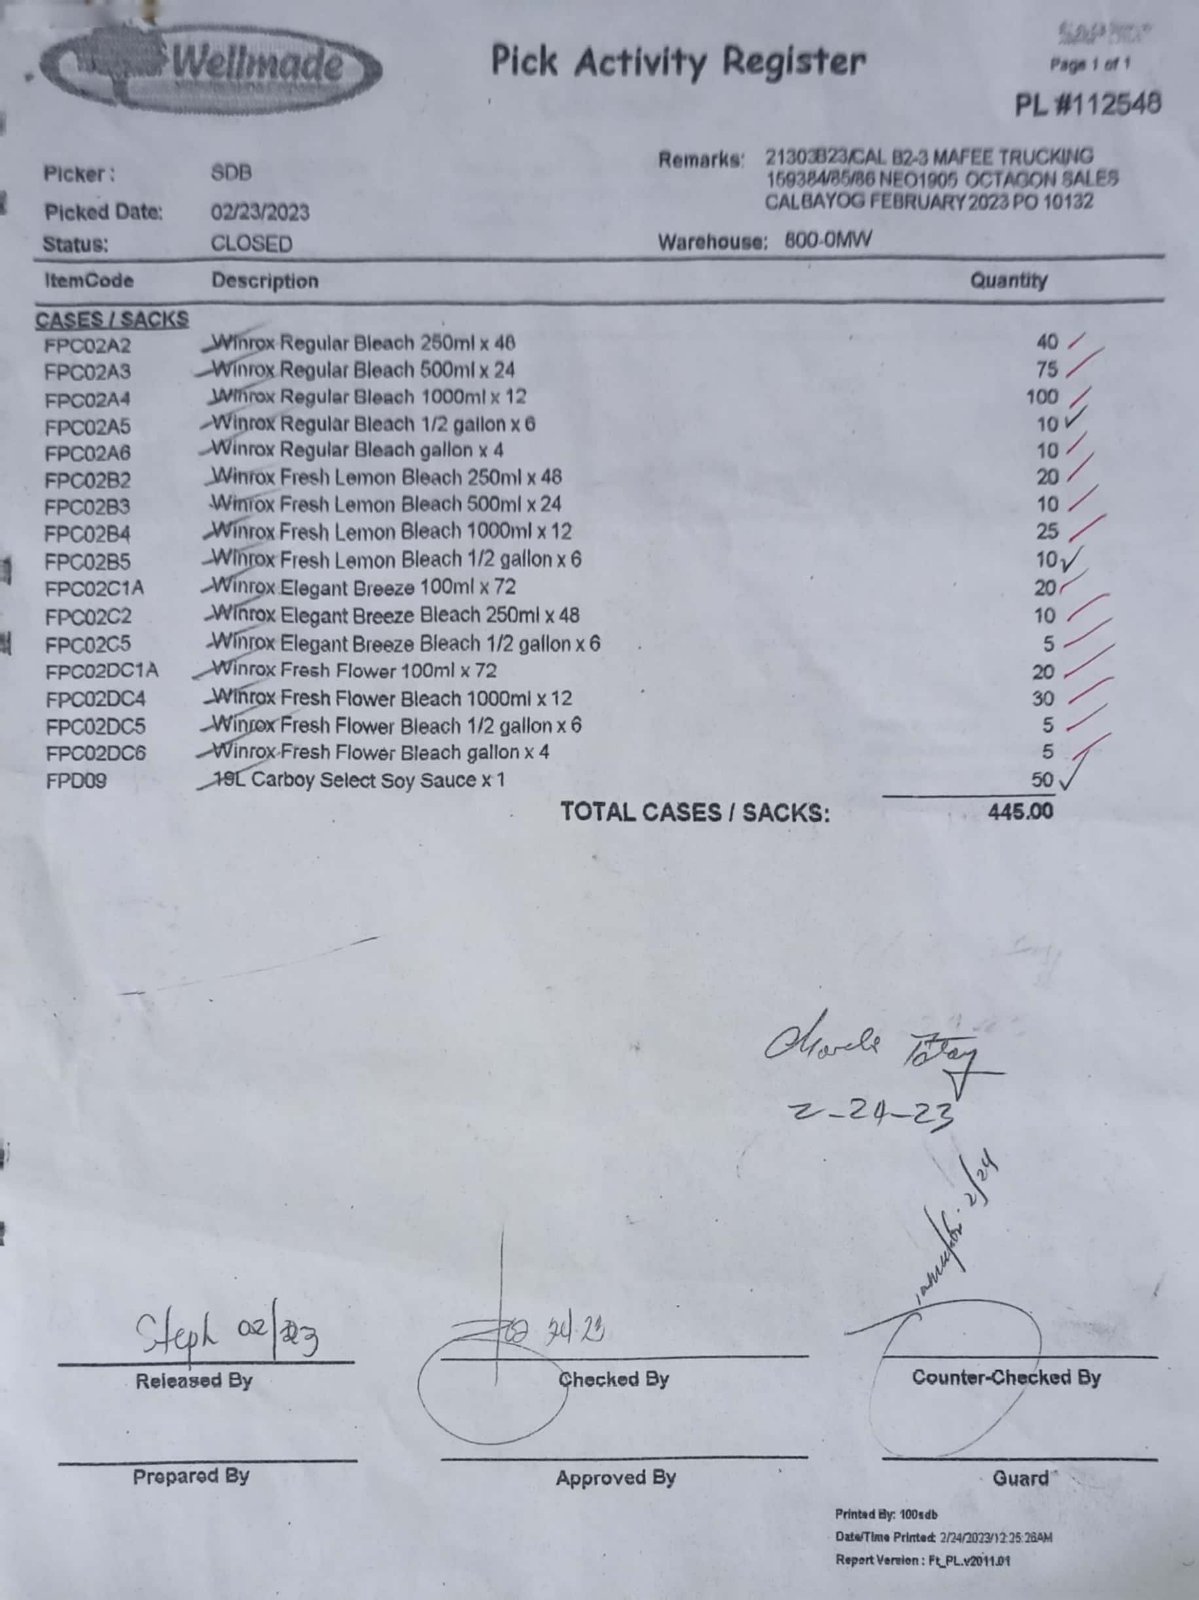 Wellmade
Pick Activity Register
Page 1 of 1
PL #112548
Picker: SDB
Remarks: 21303B23/CAL B2-3 MAFEE TRUCKING
159384/85/86 NEO1905 OCTAGON SALES
CALBAYOG FEBRUARY 2023 PO 10132
Picked Date: 02/23/2023
Status: CLOSED
Warehouse: 600-0MW
ItemCode Description Quantity
CASES / SACKS
FPC02A2 Winrox Regular Bleach 250ml x 48 40
FPC02A3 Winrox Regular Bleach 500ml x 24 75
FPC02A4 Winrox Regular Bleach 1000ml x 12 100
FPC02A5 Winrox Regular Bleach 1/2 gallon x 6 10
FPC02A6 Winrox Regular Bleach gallon x 4 10
FPC02B2 Winrox Fresh Lemon Bleach 250ml x 48 20
FPC02B3 Winrox Fresh Lemon Bleach 500ml x 24 10
FPC02B4 Winrox Fresh Lemon Bleach 1000ml x 12 25
FPC02B5 Winrox Fresh Lemon Bleach 1/2 gallon x 6 10
FPC02C1A Winrox Elegant Breeze 100ml x 72 20
FPC02C2 Winrox Elegant Breeze Bleach 250ml x 48 10
FPC02C5 Winrox Elegant Breeze Bleach 1/2 gallon x 6 5
FPC02DC1A Winrox Fresh Flower 100ml x 72 20
FPC02DC4 Winrox Fresh Flower Bleach 1000ml x 12 30
FPC02DC5 Winrox Fresh Flower Bleach 1/2 gallon x 6 5
FPC02DC6 Winrox Fresh Flower Bleach gallon x 4 5
FPD09 19L Carboy Select Soy Sauce x 1 50
TOTAL CASES / SACKS: 445.00
2-24-23
2/24
Steph 02/23
24/23
Released By Checked By Counter-Checked By
Prepared By Approved By Guard
Printed By: 100sdb
Date/Time Printed: 2/24/2023/12:35:26AM
Report Version : Ft_PL.v2011.01